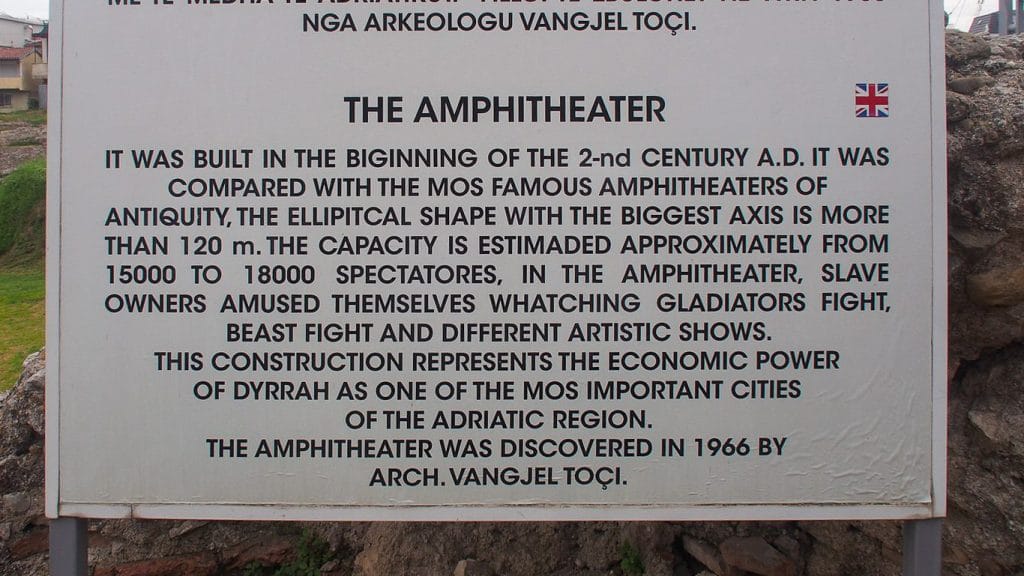 NGA ARKEOLOGU VANGJEL TOÇI.
THE AMPHITHEATER
IT WAS BUILT IN THE BIGINNING OF THE 2-nd CENTURY A.D. IT WAS
COMPARED WITH THE MOS FAMOUS AMPHITHEATERS OF
ANTIQUITY, THE ELLIPITCAL SHAPE WITH THE BIGGEST AXIS IS MORE
THAN 120 m. THE CAPACITY IS ESTIMADED APPROXIMATELY FROM
15000 TO 18000 SPECTATORES, IN THE AMPHITHEATER, SLAVE
OWNERS AMUSED THEMSELVES WHATCHING GLADIATORS FIGHT,
BEAST FIGHT AND DIFFERENT ARTISTIC SHOWS.
THIS CONSTRUCTION REPRESENTS THE ECONOMIC POWER
OF DYRRAH AS ONE OF THE MOS IMPORTANT CITIES
OF THE ADRIATIC REGION.
THE AMPHITHEATER WAS DISCOVERED IN 1966 BY
ARCH. VANGJEL TOÇI.